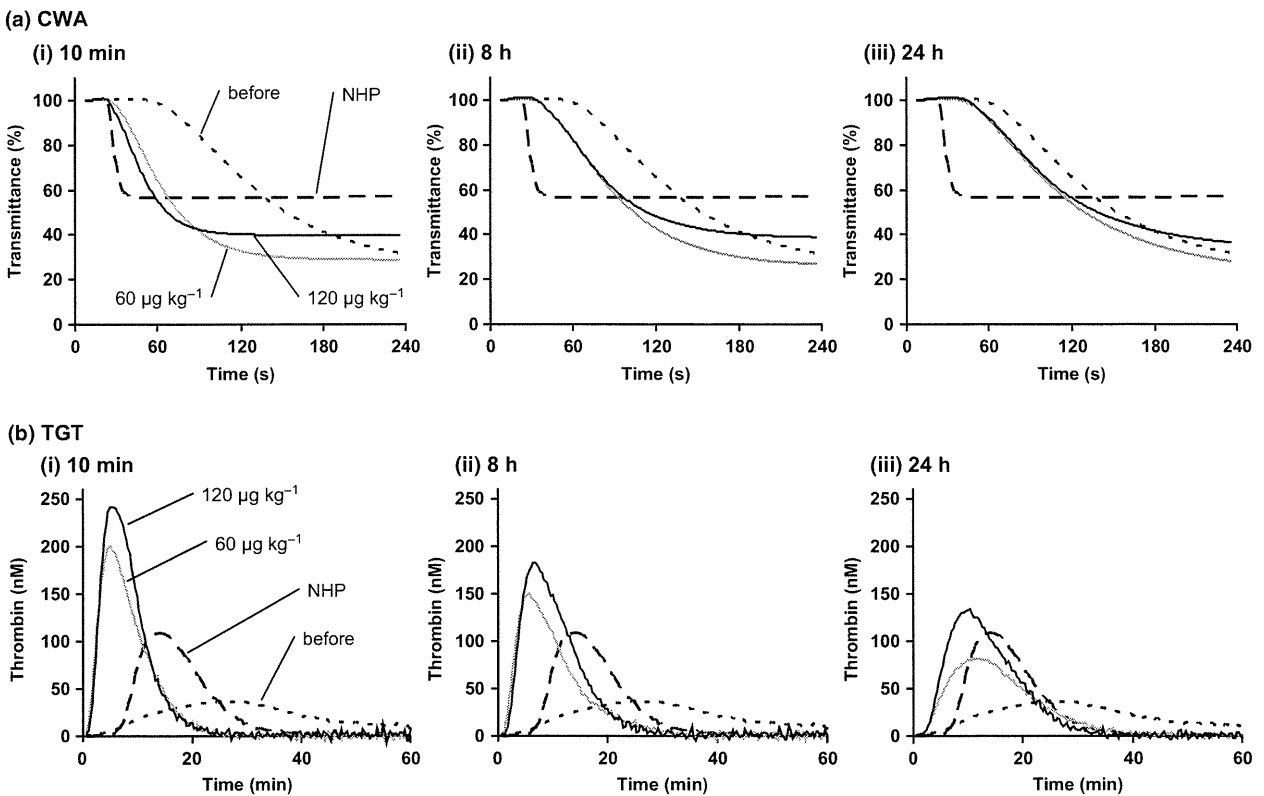 (a) CWA
(i) 10 min
(ii) 8 h
(iii) 24 h
before
NHP
100
80
60
40
20
0
Transmittance (%)
60 µg kg⁻¹
120 µg kg⁻¹
0 60 120 180 240
Time (s)
100
80
60
40
20
0
Transmittance (%)
0 60 120 180 240
Time (s)
100
80
60
40
20
0
Transmittance (%)
0 60 120 180 240
Time (s)
(b) TGT
(i) 10 min
(ii) 8 h
(iii) 24 h
120 µg kg⁻¹
60 µg kg⁻¹
NHP
before
250
200
150
100
50
0
Thrombin (nM)
0 20 40 60
Time (min)
250
200
150
100
50
0
Thrombin (nM)
0 20 40 60
Time (min)
250
200
150
100
50
0
Thrombin (nM)
0 20 40 60
Time (min)